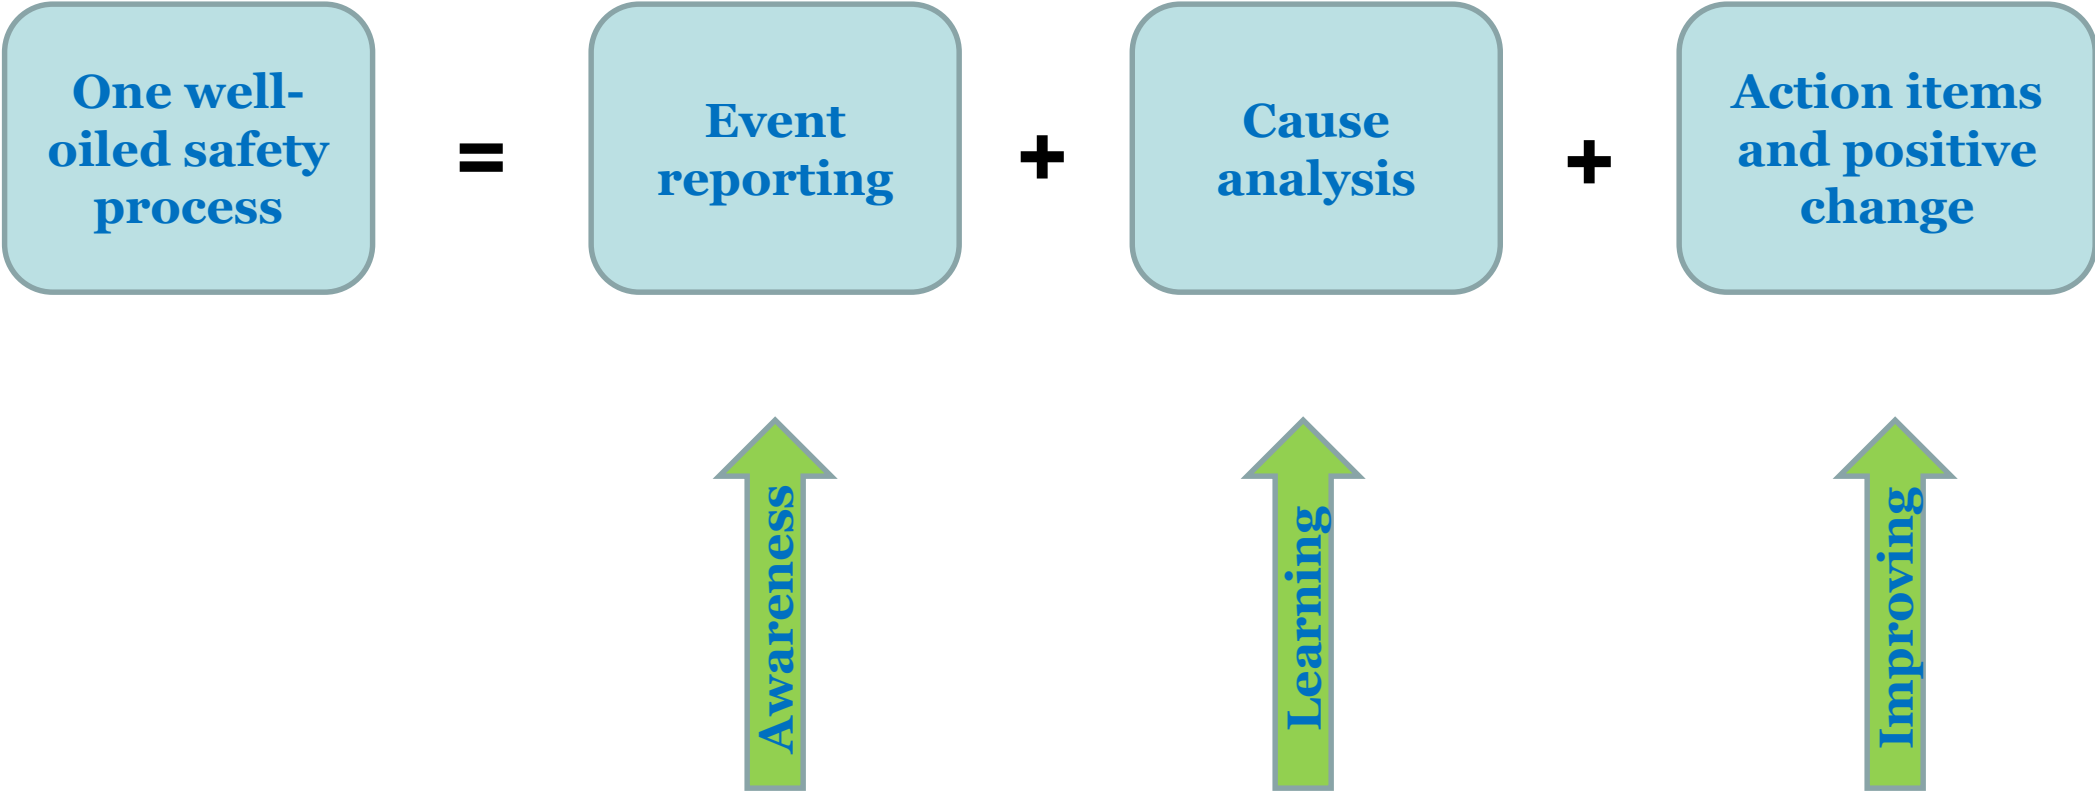 One well-
oiled safety
process
=
Event
reporting
+
Cause
analysis
+
Action items
and positive
change
Awareness
Learning
Improving